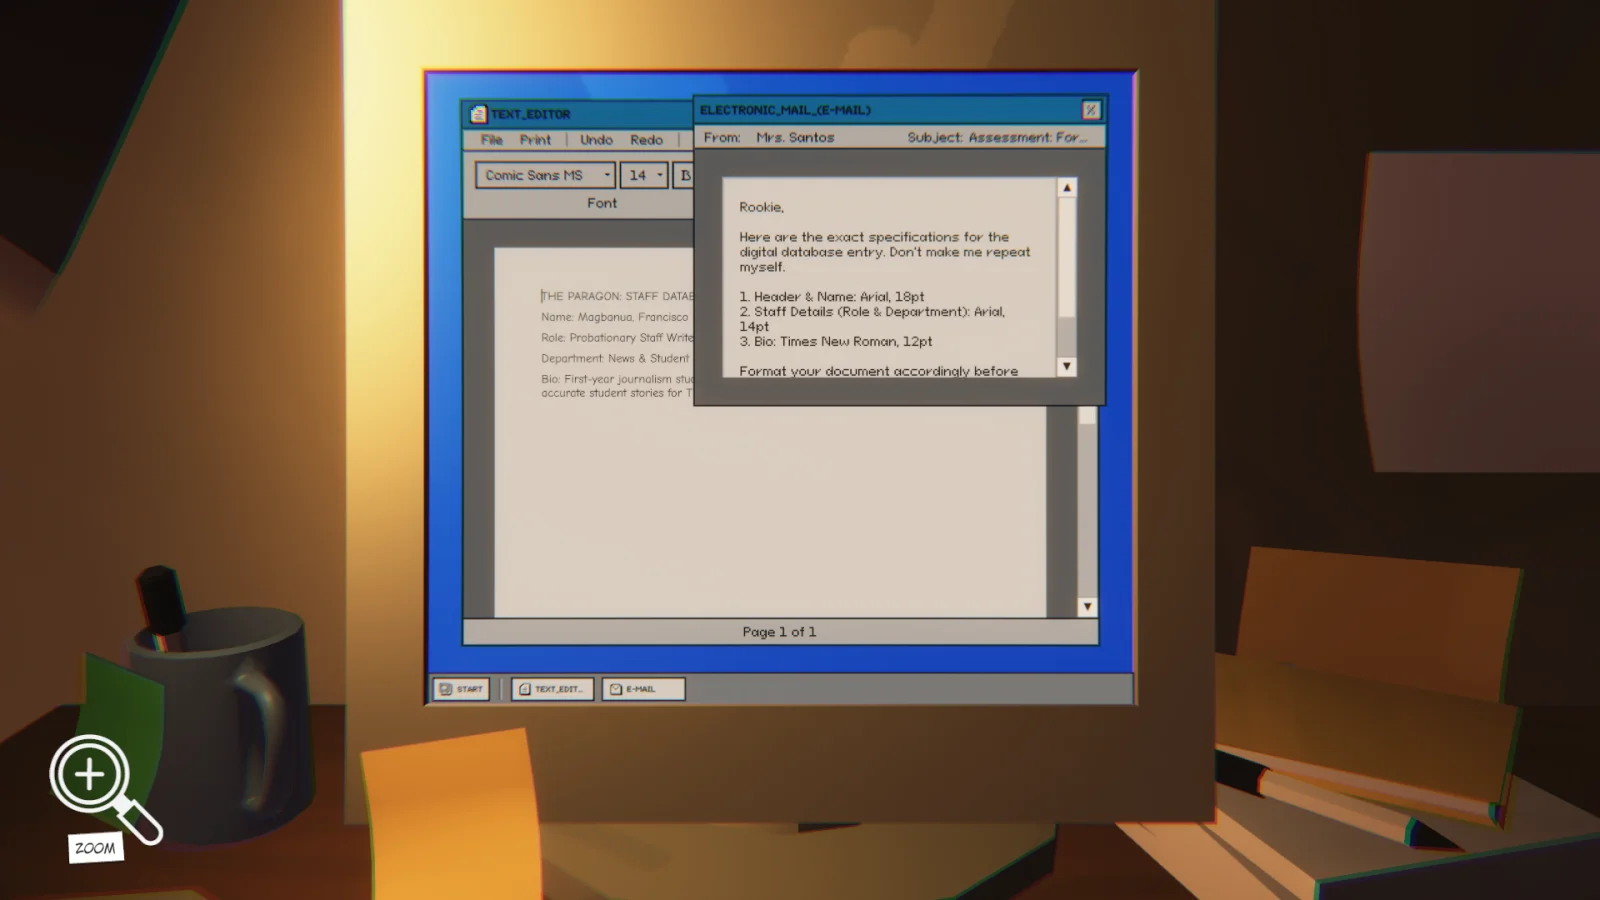 TEXT_EDITOR
File Print Undo Redo
Comic Sans MS 14 B
Font
THE PARAGON: STAFF
Name: Magbanua, Francisco
Role: Probationary Staff
Department: News & Student
Bio: First-year journalism
accurate student stories for
ELECTRONIC_MAIL_(E-MAIL)
From: Mrs. Santos Subject: Assessment: For...
Rookie,
Here are the exact specifications for the
digital database entry. Don't make me repeat
myself.
1. Header & Name: Arial, 18pt
2. Staff Details (Role & Department): Arial,
14pt
3. Bio: Times New Roman, 12pt
Format your document accordingly before
Page 1 of 1
START TEXT_EDIT... E-MAIL
ZOOM